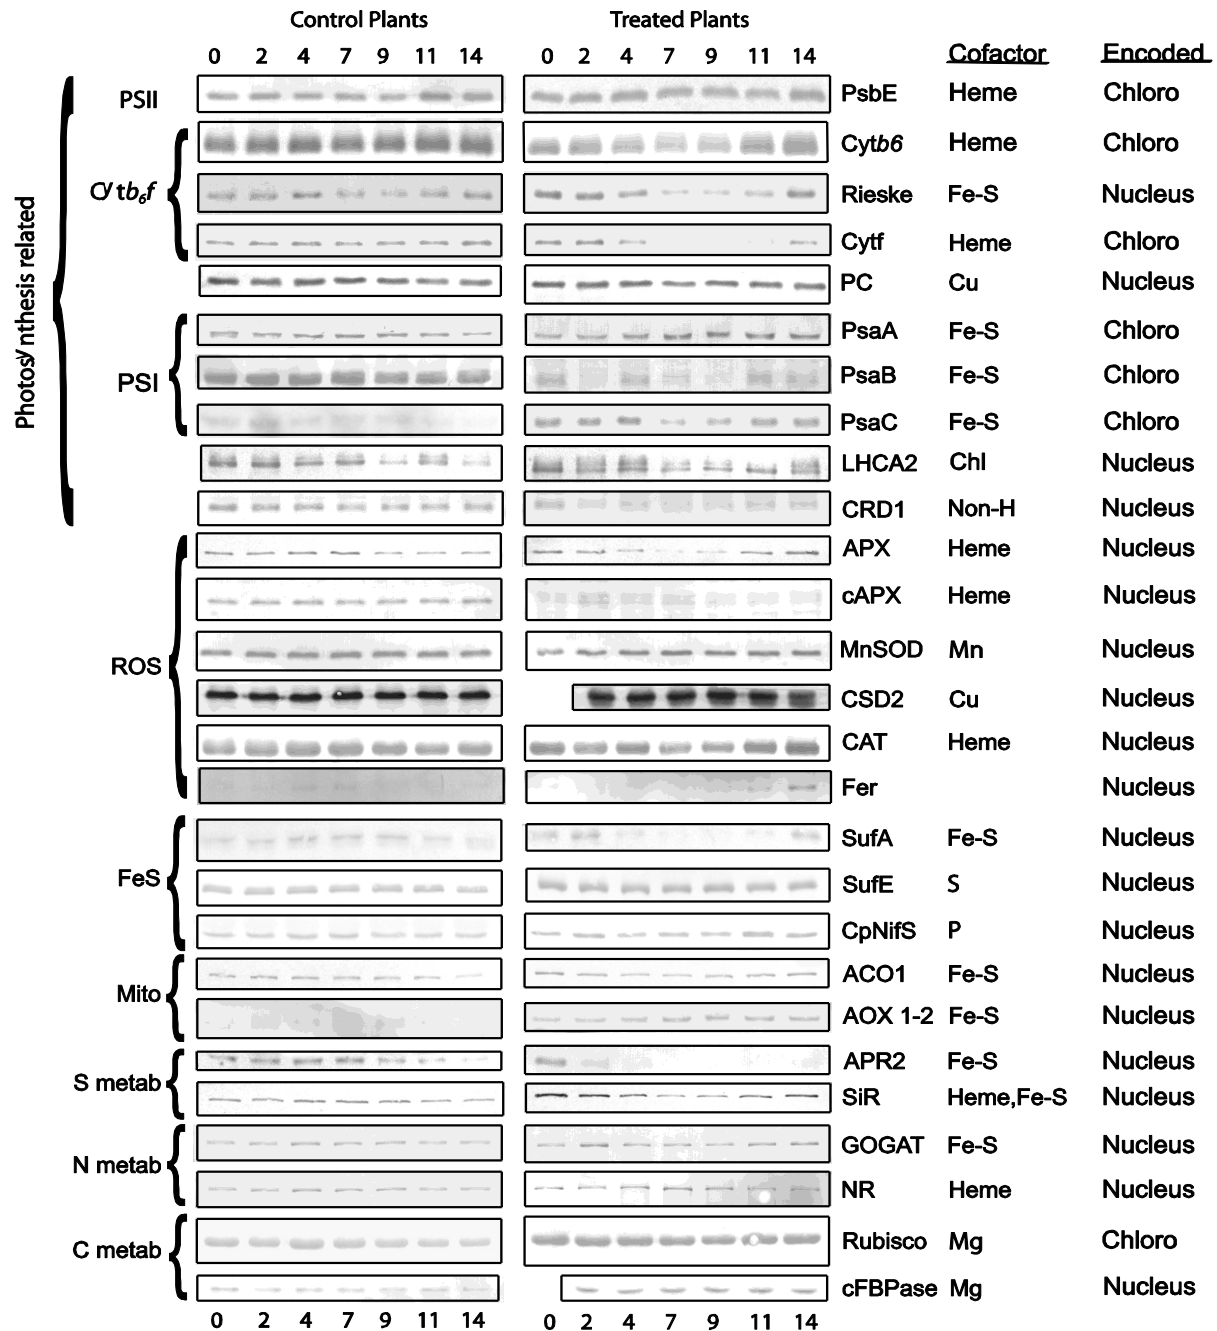 Control Plants Treated Plants
0 2 4 7 9 11 14 0 2 4 7 9 11 14 Cofactor Encoded
PSII PsbE Heme Chloro
Cytb6 Heme Chloro
Cytb6f Rieske Fe-S Nucleus
Cytf Heme Chloro
PC Cu Nucleus
PsaA Fe-S Chloro
PSI PsaB Fe-S Chloro
PsaC Fe-S Chloro
LHCA2 Chl Nucleus
CRD1 Non-H Nucleus
Photosynthesis related
APX Heme Nucleus
cAPX Heme Nucleus
ROS MnSOD Mn Nucleus
CSD2 Cu Nucleus
CAT Heme Nucleus
Fer Nucleus
SufA Fe-S Nucleus
FeS SufE S Nucleus
CpNifS P Nucleus
Mito ACO1 Fe-S Nucleus
AOX 1-2 Fe-S Nucleus
S metab APR2 Fe-S Nucleus
SiR Heme,Fe-S Nucleus
N metab GOGAT Fe-S Nucleus
NR Heme Nucleus
C metab Rubisco Mg Chloro
cFBPase Mg Nucleus
0 2 4 7 9 11 14 0 2 4 7 9 11 14